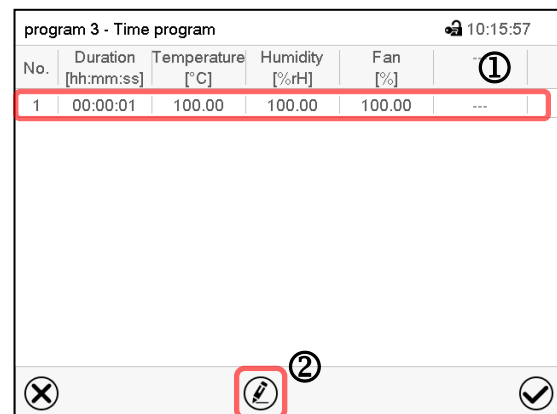 program 3 - Time program 10:15:57
No. Duration [hh:mm:ss] Temperature [°C] Humidity [%rH] Fan [%] ---
①
1 00:00:01 100.00 100.00 100.00 ---
②